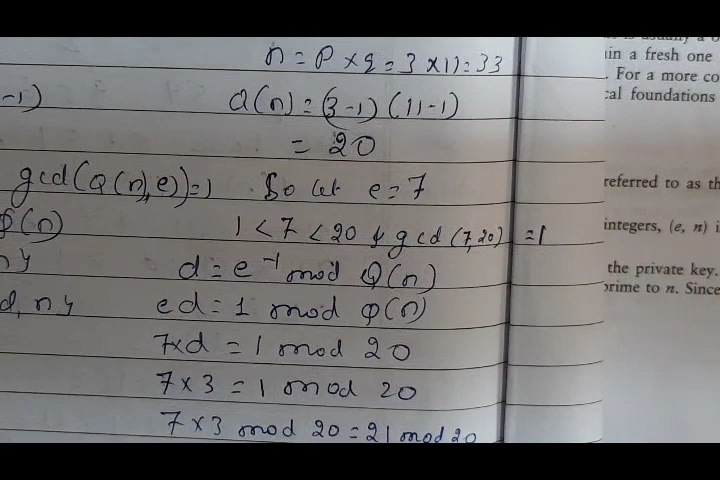 n = P × q = 3 × 11 = 33
-1)
Q(n) = (3-1) (11-1)
= 20
gcd(Q(n), e) = 1 So let e = 7
φ(n) 1 < 7 < 20 & gcd (7,20) = 1
d = e⁻¹ mod Q(n)
d, n y ed = 1 mod φ(n)
7×d = 1 mod 20
7 × 3 = 1 mod 20
7 × 3 mod 20 = 21 mod 20
in a fresh one
. For a more co
cal foundations
referred to as th
integers, (e, n) i
the private key.
prime to n. Since